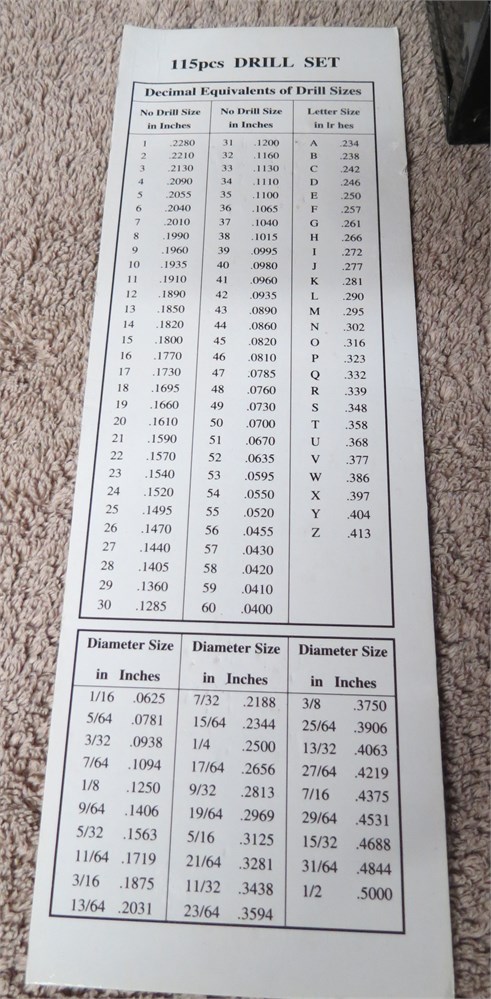 115pcs DRILL SET
Decimal Equivalents of Drill Sizes
No Drill Size No Drill Size Letter Size
in Inches in Inches in Ir hes
1 .2280 31 .1200 A .234
2 .2210 32 .1160 B .238
3 .2130 33 .1130 C .242
4 .2090 34 .1110 D .246
5 .2055 35 .1100 E .250
6 .2040 36 .1065 F .257
7 .2010 37 .1040 G .261
8 .1990 38 .1015 H .266
9 .1960 39 .0995 I .272
10 .1935 40 .0980 J .277
11 .1910 41 .0960 K .281
12 .1890 42 .0935 L .290
13 .1850 43 .0890 M .295
14 .1820 44 .0860 N .302
15 .1800 45 .0820 O .316
16 .1770 46 .0810 P .323
17 .1730 47 .0785 Q .332
18 .1695 48 .0760 R .339
19 .1660 49 .0730 S .348
20 .1610 50 .0700 T .358
21 .1590 51 .0670 U .368
22 .1570 52 .0635 V .377
23 .1540 53 .0595 W .386
24 .1520 54 .0550 X .397
25 .1495 55 .0520 Y .404
26 .1470 56 .0455 Z .413
27 .1440 57 .0430
28 .1405 58 .0420
29 .1360 59 .0410
30 .1285 60 .0400
Diameter Size Diameter Size Diameter Size
in Inches in Inches in Inches
1/16 .0625 7/32 .2188 3/8 .3750
5/64 .0781 15/64 .2344 25/64 .3906
3/32 .0938 1/4 .2500 13/32 .4063
7/64 .1094 17/64 .2656 27/64 .4219
1/8 .1250 9/32 .2813 7/16 .4375
9/64 .1406 19/64 .2969 29/64 .4531
5/32 .1563 5/16 .3125 15/32 .4688
11/64 .1719 21/64 .3281 31/64 .4844
3/16 .1875 11/32 .3438 1/2 .5000
13/64 .2031 23/64 .3594